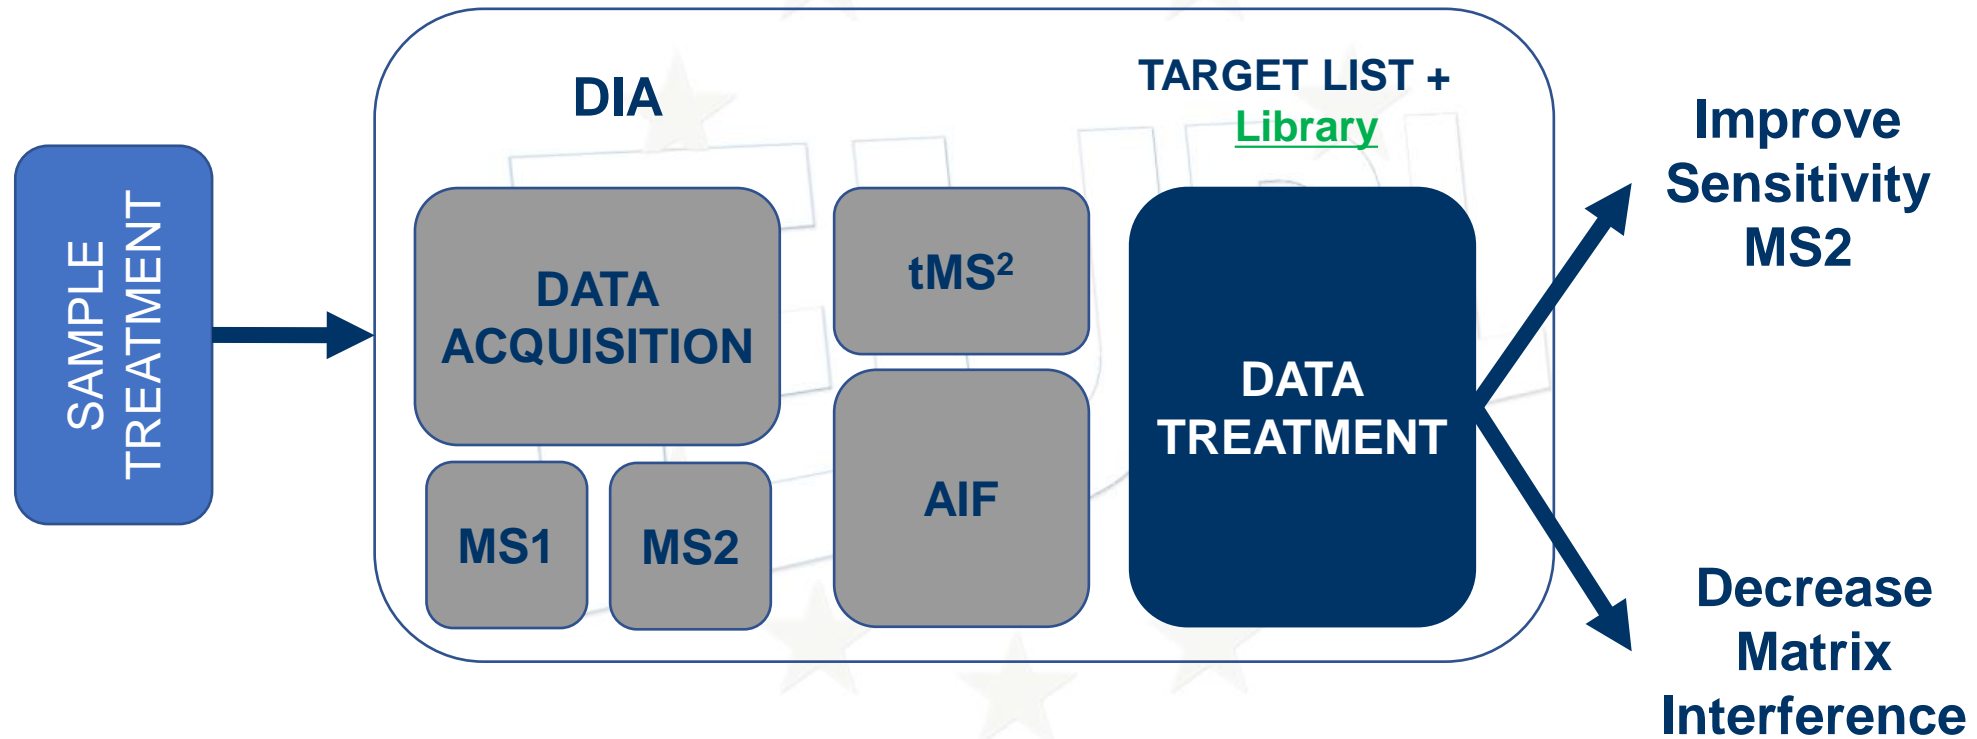 SAMPLE
TREATMENT
DIA
DATA
ACQUISITION
MS1
MS2
tMS²
AIF
TARGET LIST +
Library
DATA
TREATMENT
Improve
Sensitivity
MS2
Decrease
Matrix
Interference
EURL